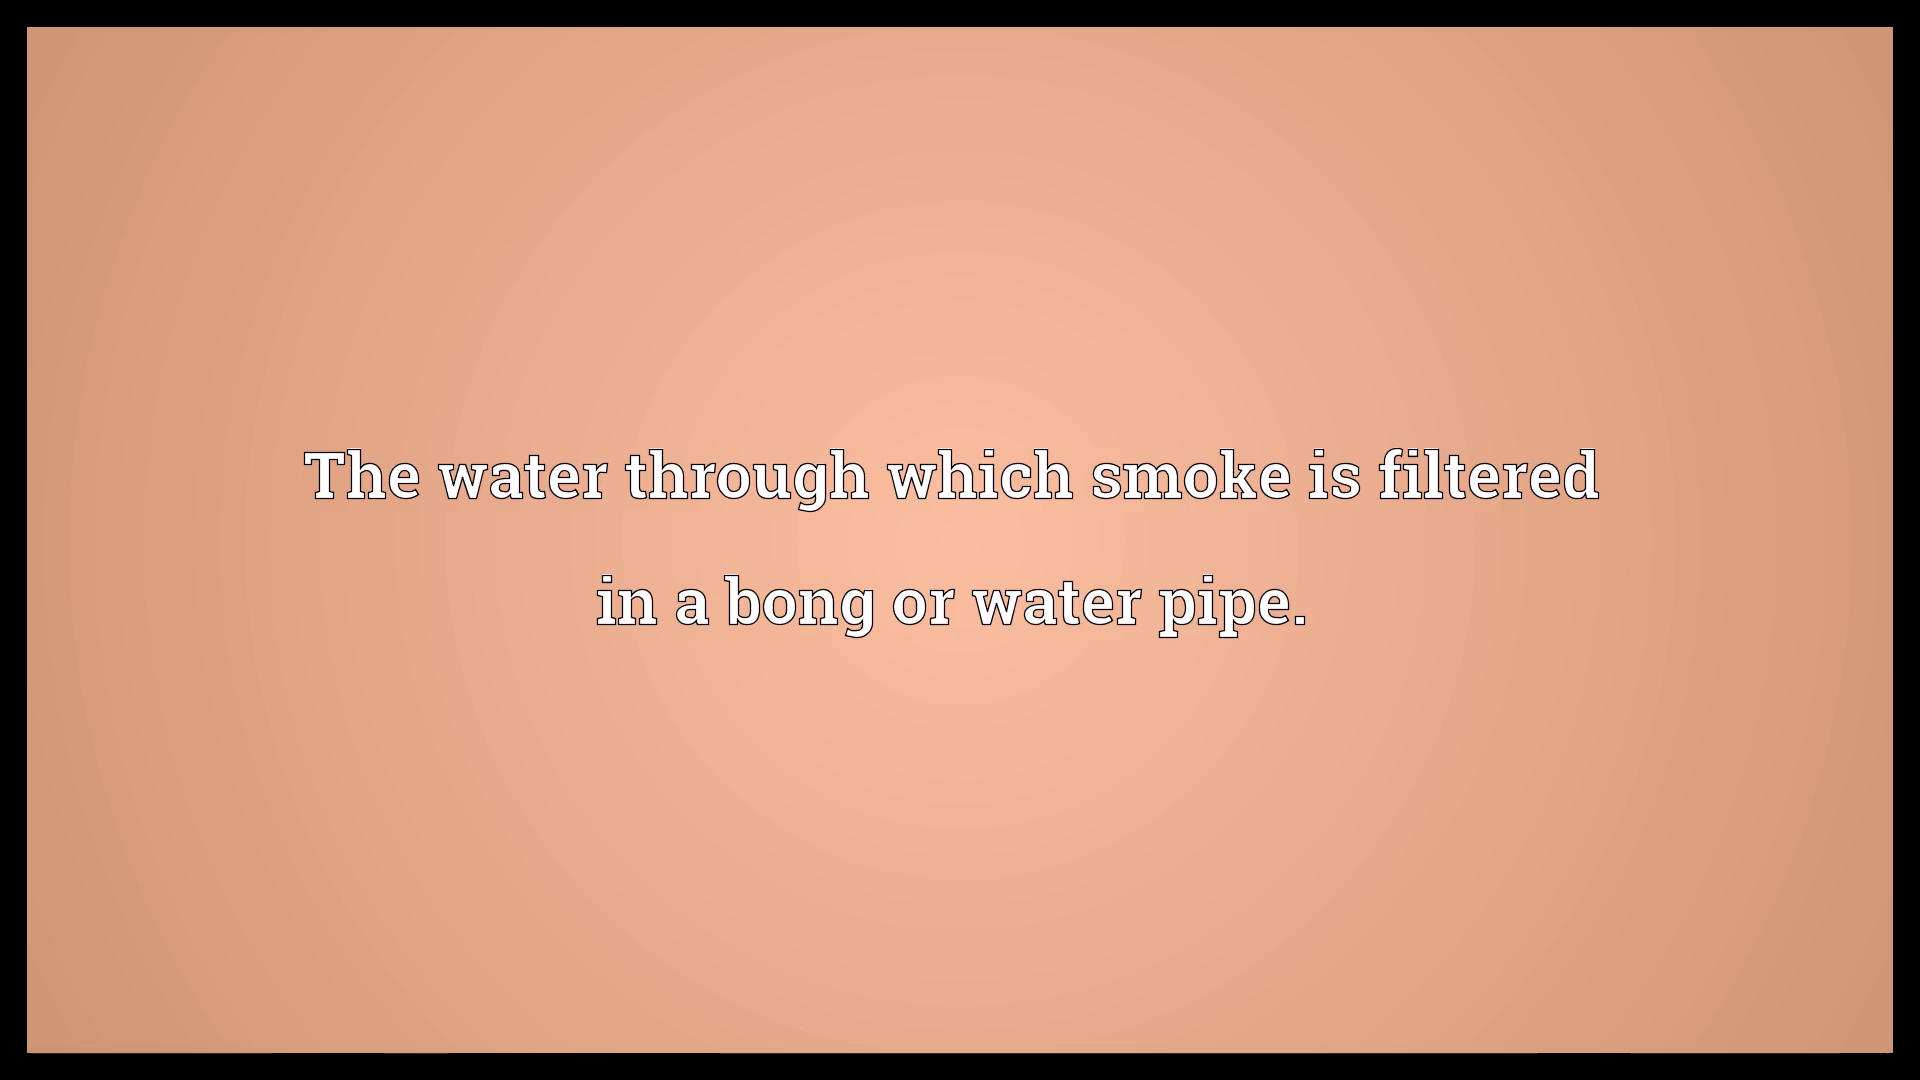 The water through which smoke is filtered
in a bong or water pipe.